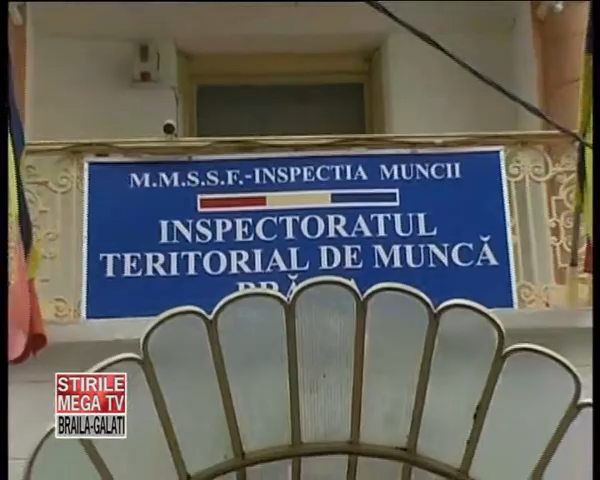 M.M.S.S.F.-INSPECTIA MUNCII
INSPECTORATUL
TERITORIAL DE MUNCĂ
STIRILE
MEGA TV
BRAILA-GALATI